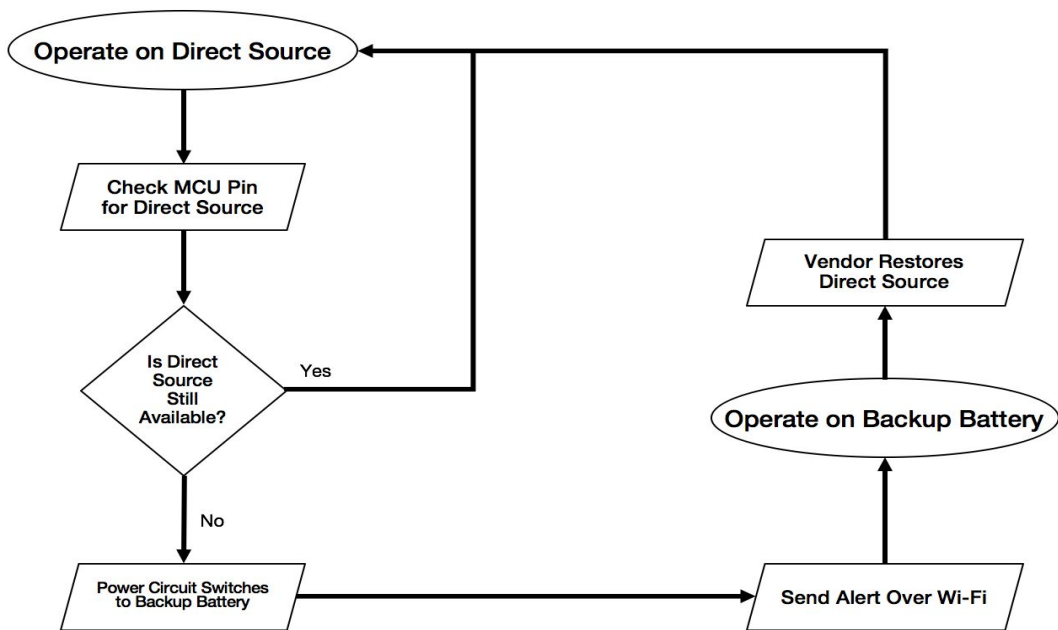 Operate on Direct Source
Check MCU Pin
for Direct Source
Is Direct
Source
Still
Available?
Yes
No
Power Circuit Switches
to Backup Battery
Send Alert Over Wi-Fi
Operate on Backup Battery
Vendor Restores
Direct Source